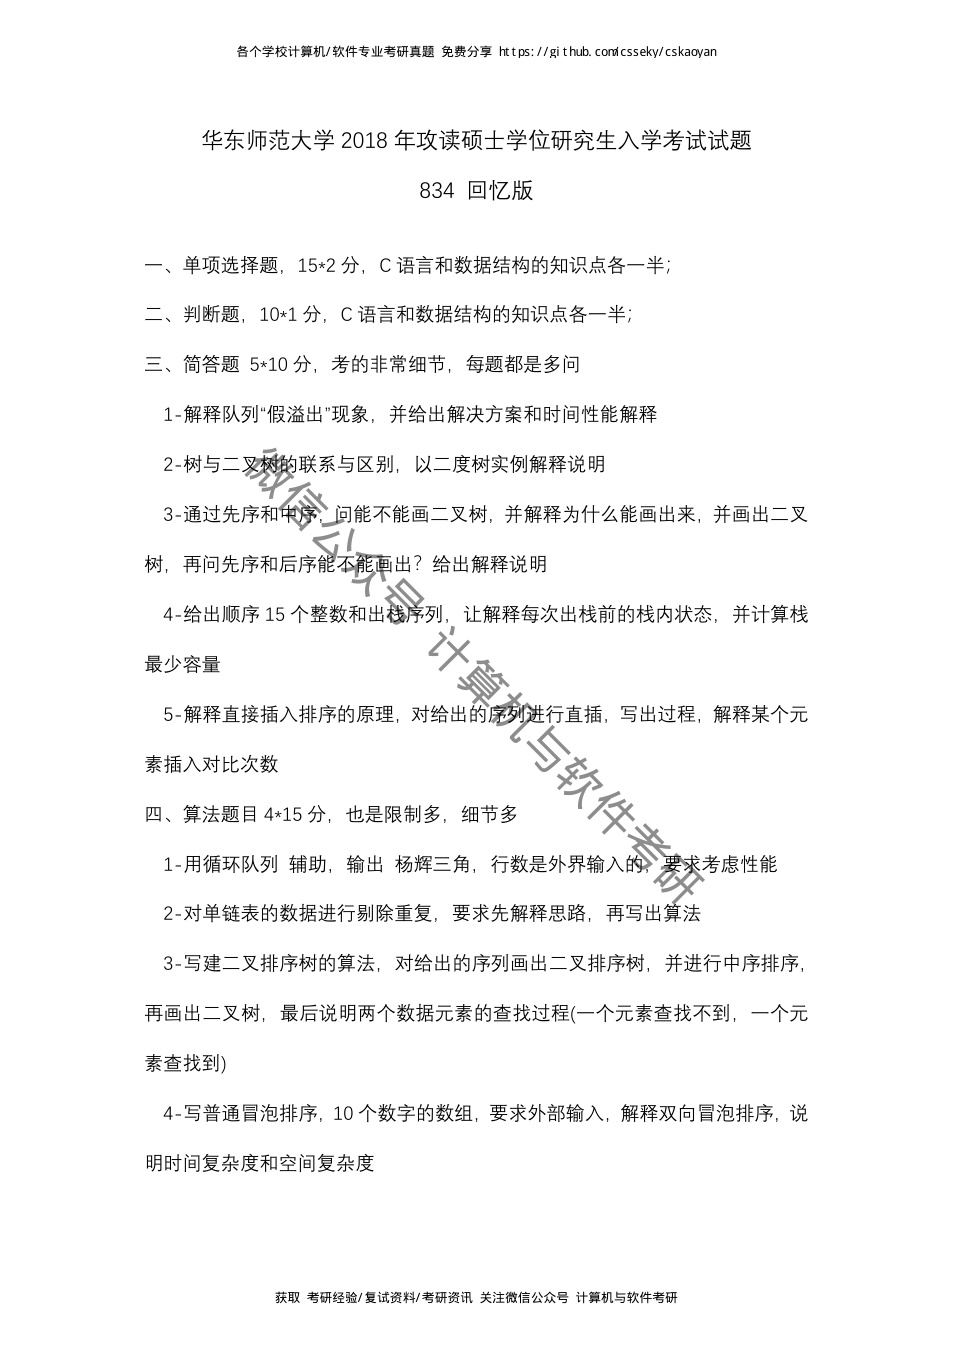 各个学校计算机/软件专业考研真题 免费分享 https://github.com/csseky/cskaoyan
华东师范大学 2018 年攻读硕士学位研究生入学考试试题
834 回忆版
一、单项选择题，15*2 分，C 语言和数据结构的知识点各一半；
二、判断题，10*1 分，C 语言和数据结构的知识点各一半；
三、简答题 5*10 分，考的非常细节，每题都是多问
1-解释队列“假溢出”现象，并给出解决方案和时间性能解释
2-树与二叉树的联系与区别，以二度树实例解释说明
3-通过先序和中序，问能不能画二叉树，并解释为什么能画出来，并画出二叉
树，再问先序和后序能不能画出？给出解释说明
4-给出顺序 15 个整数和出栈序列，让解释每次出栈前的栈内状态，并计算栈
最少容量
5-解释直接插入排序的原理，对给出的序列进行直插，写出过程，解释某个元
素插入对比次数
四、算法题目 4*15 分，也是限制多，细节多
1-用循环队列 辅助，输出 杨辉三角，行数是外界输入的，要求考虑性能
2-对单链表的数据进行剔除重复，要求先解释思路，再写出算法
3-写建二叉排序树的算法，对给出的序列画出二叉排序树，并进行中序排序，
再画出二叉树，最后说明两个数据元素的查找过程(一个元素查找不到，一个元
素查找到)
4-写普通冒泡排序，10 个数字的数组，要求外部输入，解释双向冒泡排序，说
明时间复杂度和空间复杂度
微信公众号 计算机与软件考研
获取 考研经验/复试资料/考研资讯 关注微信公众号 计算机与软件考研